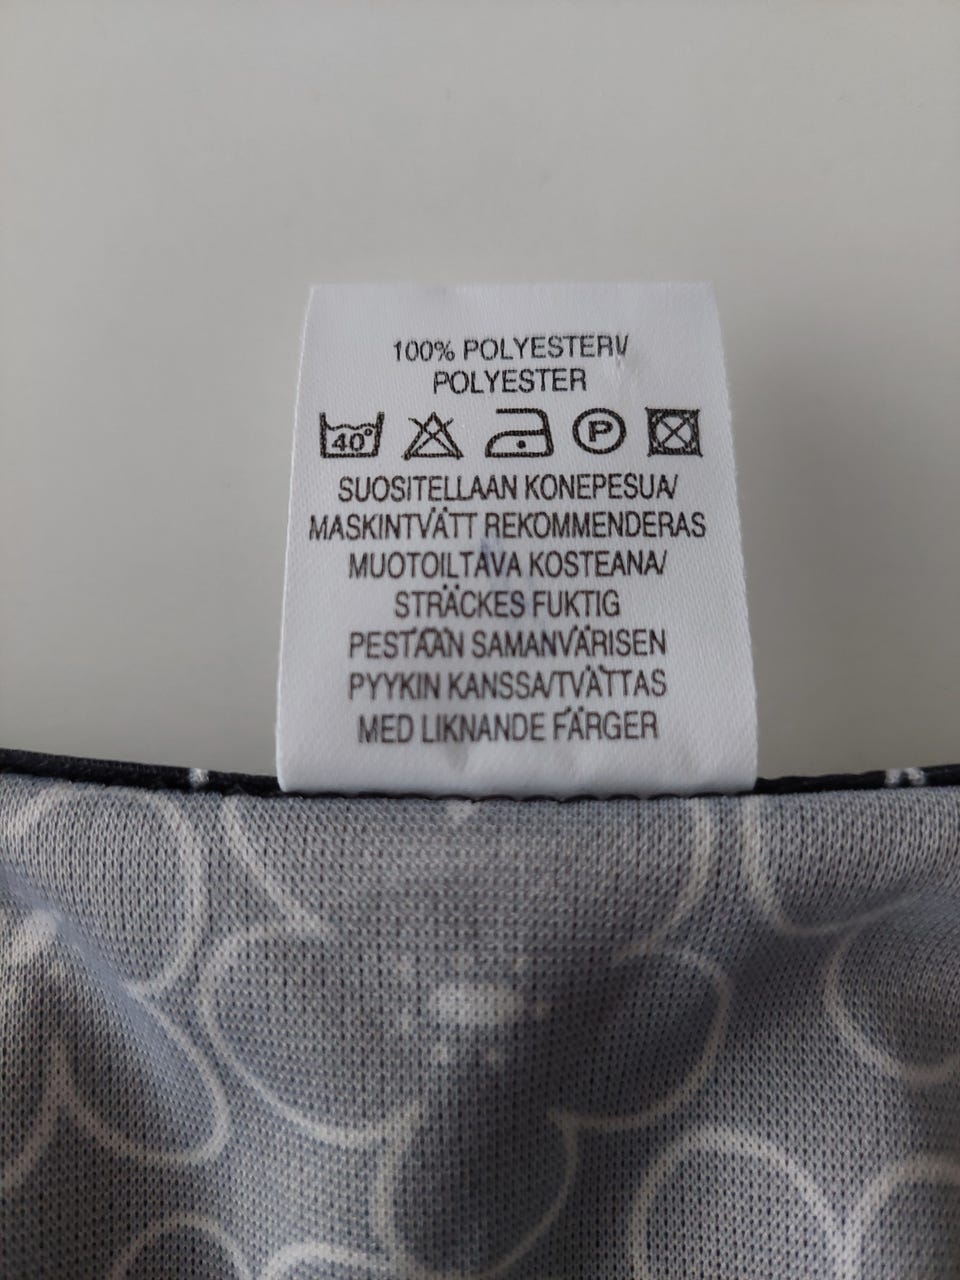 100% POLYESTERI/
POLYESTER
40° P
SUOSITELLAAN KONEPESUA/
MASKINTVÄTT REKOMMENDERAS
MUOTOILTAVA KOSTEANA/
STRÄCKES FUKTIG
PESTÄÄN SAMANVÄRISEN
PYYKIN KANSSA/TVÄTTAS
MED LIKNANDE FÄRGER